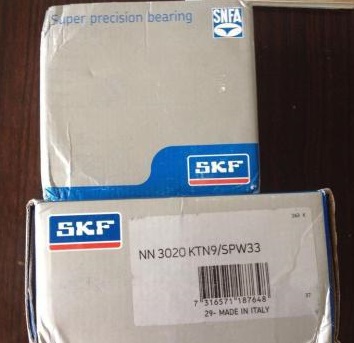 Super precision bearing
SNFA
SKF
SKF
NN 3020 KTN9/SPW33
7 316571 187648
29- MADE IN ITALY